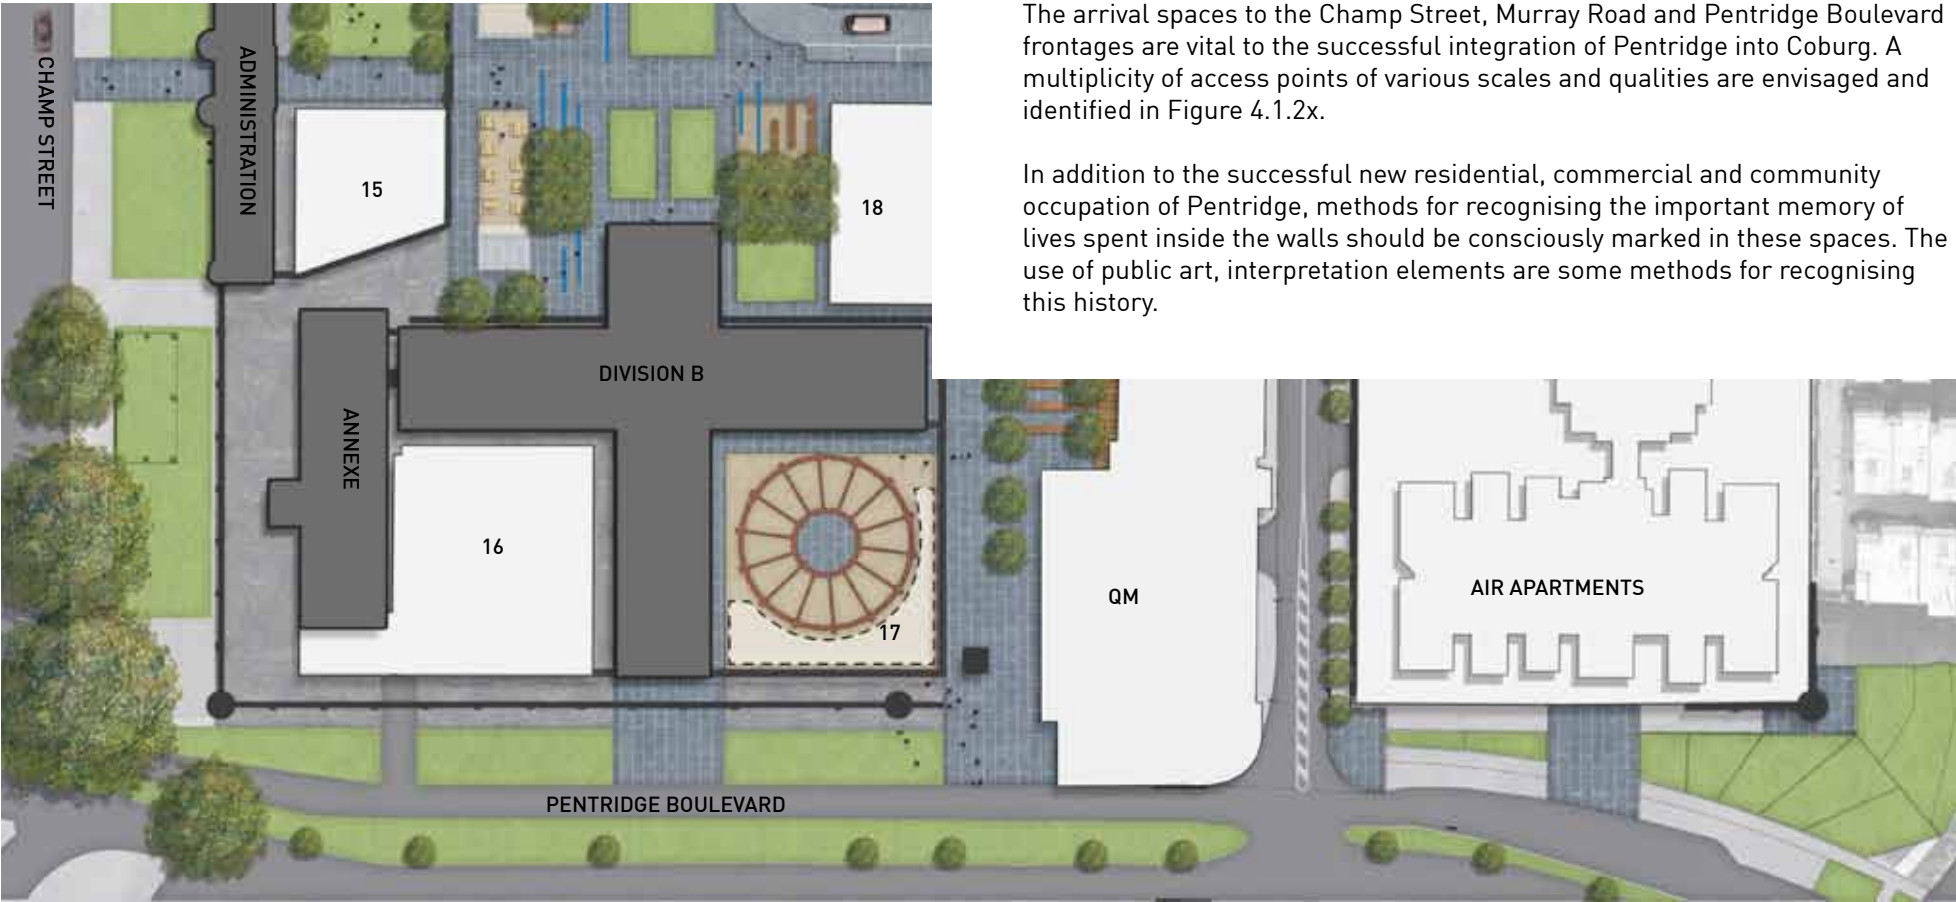 The arrival spaces to the Champ Street, Murray Road and Pentridge Boulevard
frontages are vital to the successful integration of Pentridge into Coburg. A
multiplicity of access points of various scales and qualities are envisaged and
identified in Figure 4.1.2x.
In addition to the successful new residential, commercial and community
occupation of Pentridge, methods for recognising the important memory of
lives spent inside the walls should be consciously marked in these spaces. The
use of public art, interpretation elements are some methods for recognising
this history.
CHAMP STREET
ADMINISTRATION
15
18
DIVISION B
ANNEXE
16
17
QM
AIR APARTMENTS
PENTRIDGE BOULEVARD